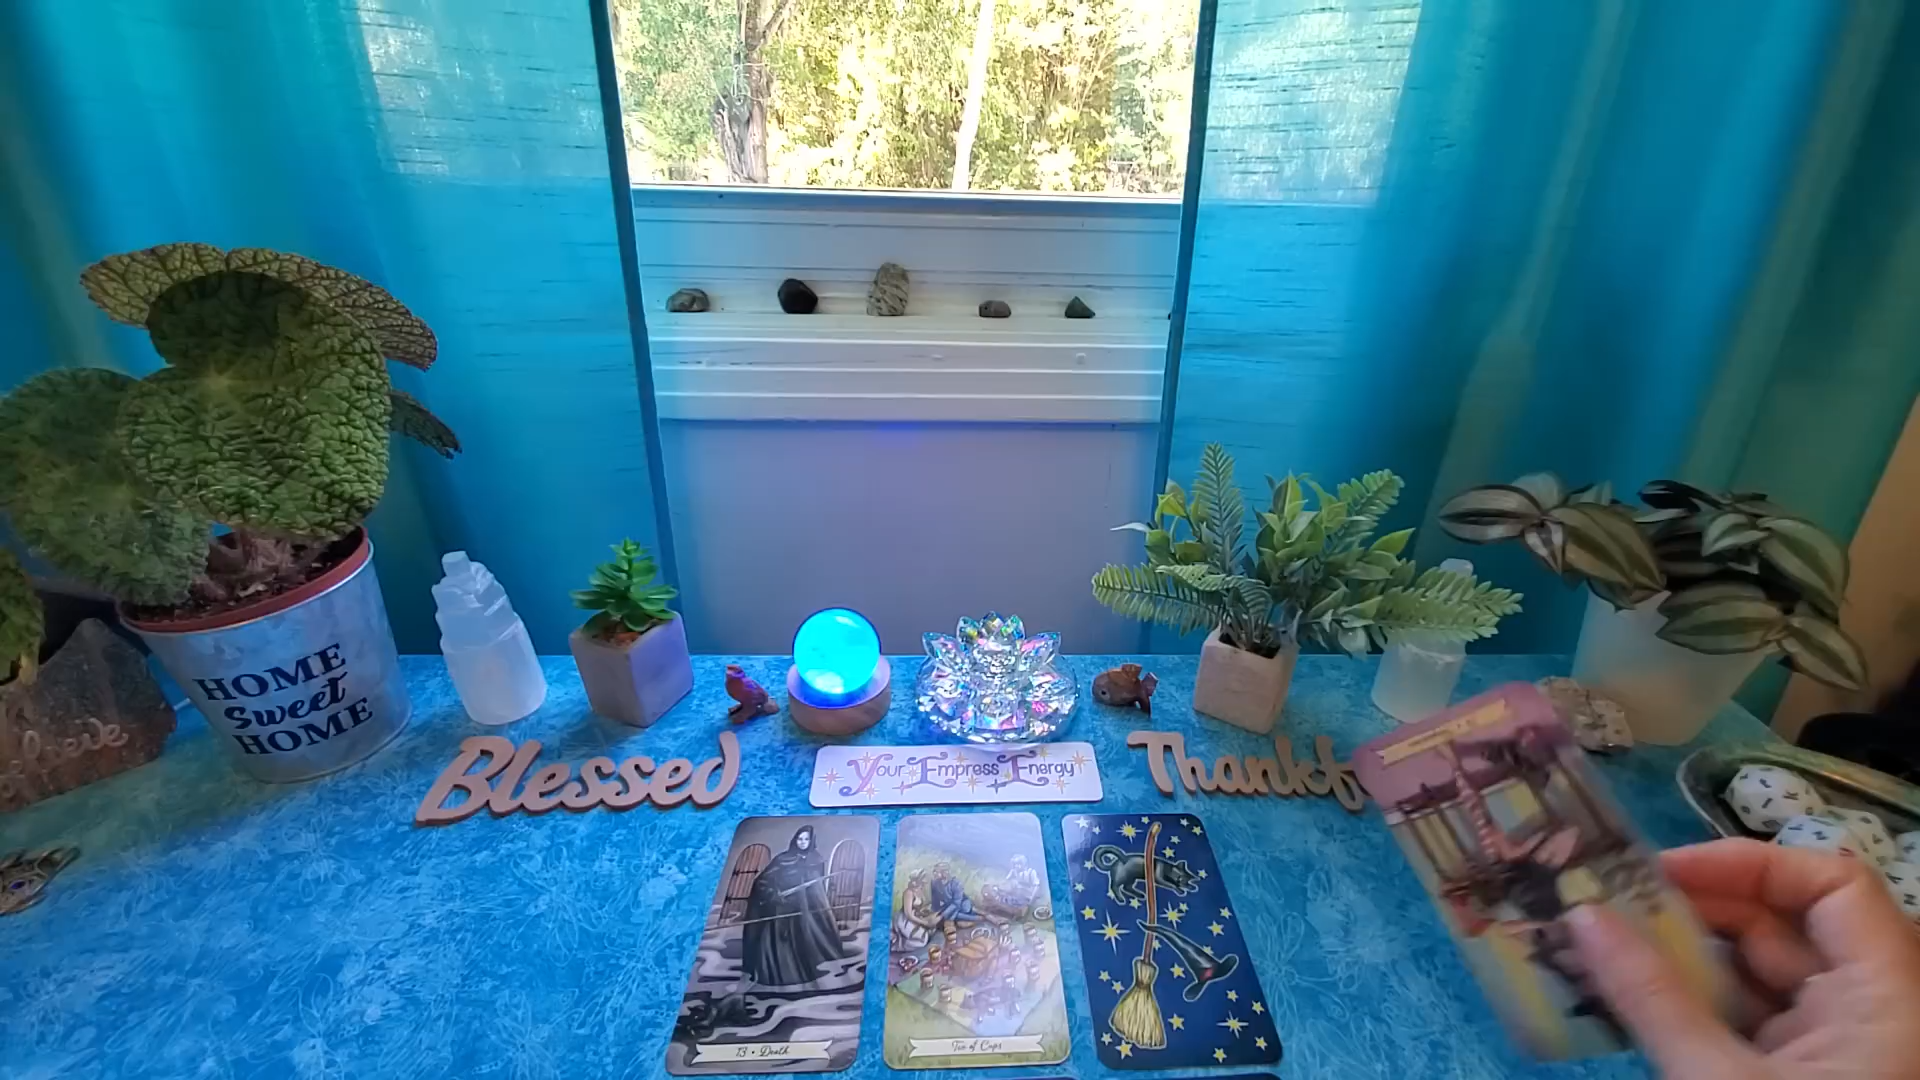 HOME
Sweet
HOME
Blessed
Your Empress Energy
Thankf
13 • Death
Ten of Cups